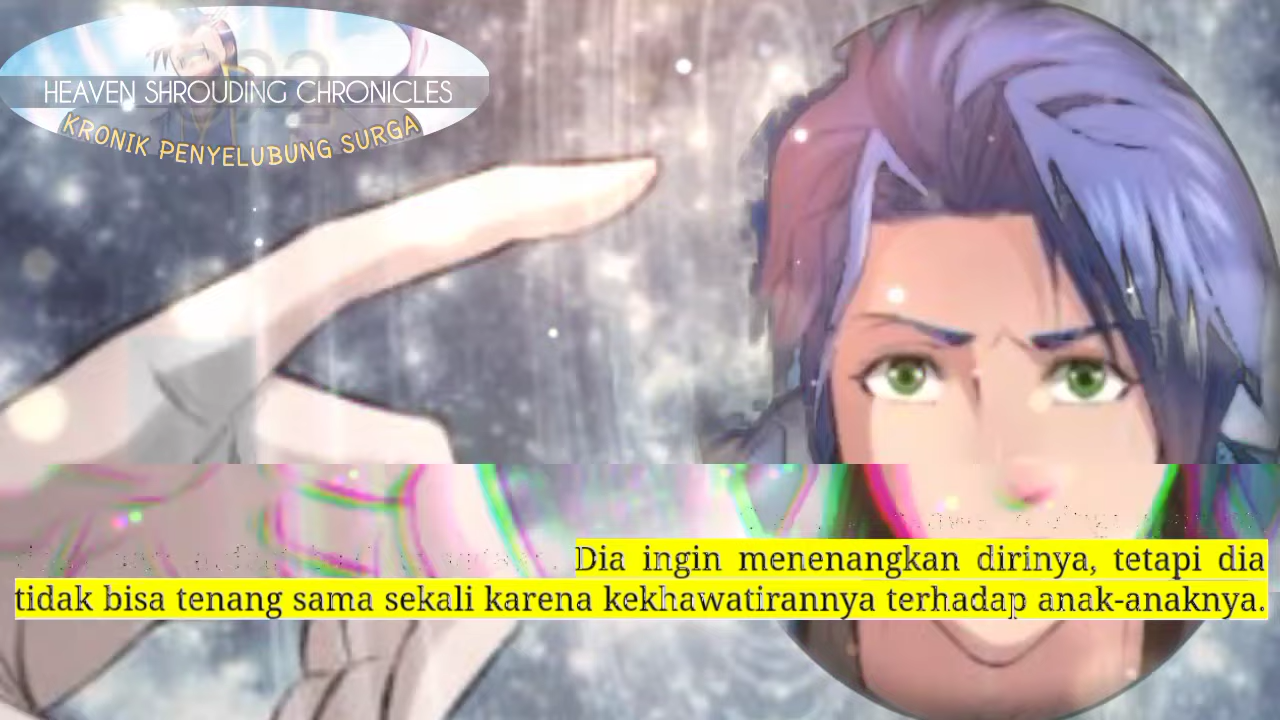 HEAVEN SHROUDING CHRONICLES
KRONIK PENYELUBUNG SURGA
Dia ingin menenangkan dirinya, tetapi dia
tidak bisa tenang sama sekali karena kekhawatirannya terhadap anak-anaknya.